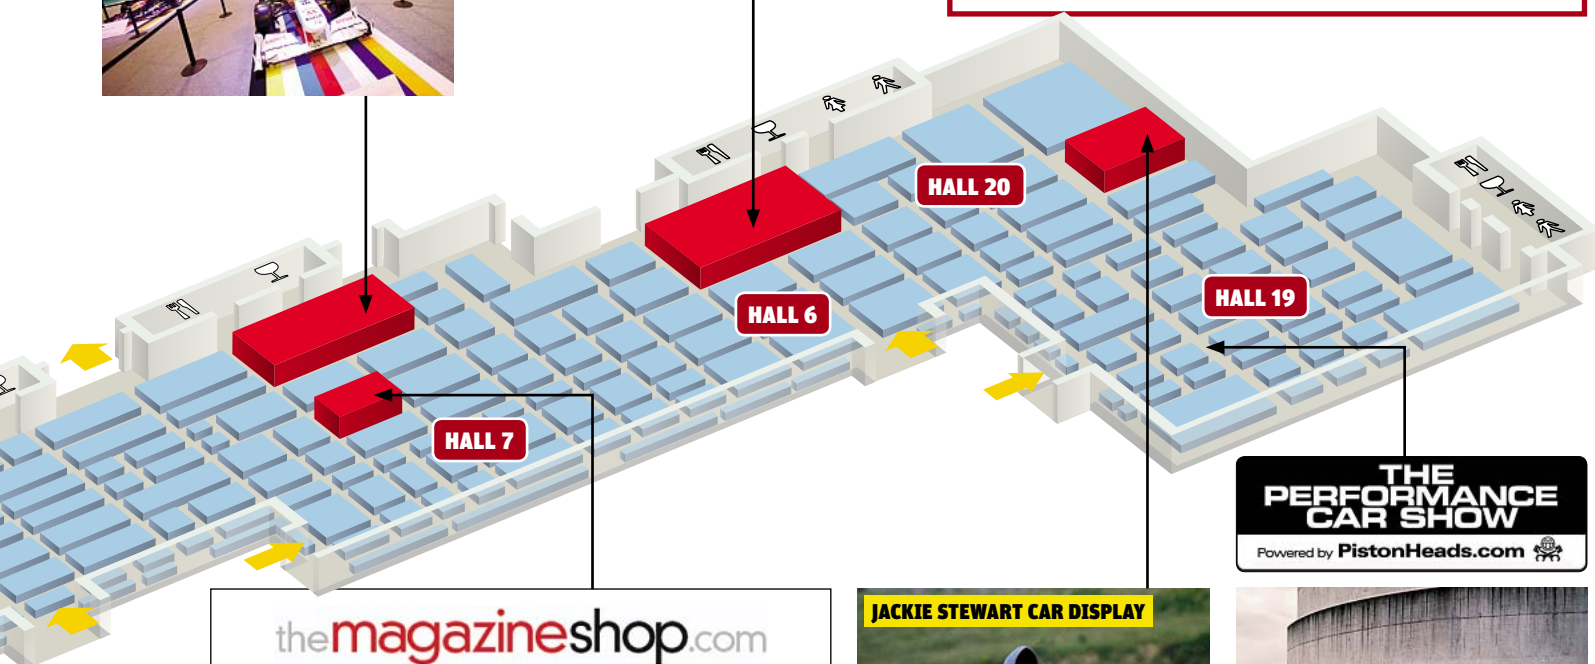 HALL 20
HALL 19
HALL 6
HALL 7
THE
PERFORMANCE
CAR SHOW
Powered by PistonHeads.com
themagazineshop.com
JACKIE STEWART CAR DISPLAY